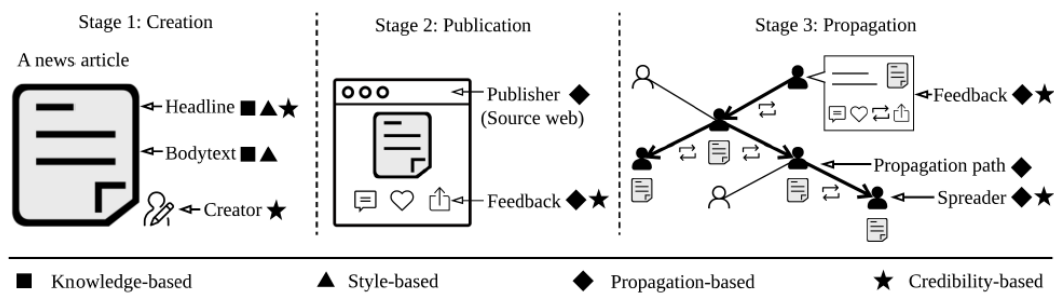 Stage 1: Creation
A news article
Headline
Bodytext
Creator
Stage 2: Publication
Publisher
(Source web)
Feedback
Stage 3: Propagation
Feedback
Propagation path
Spreader
Knowledge-based
Style-based
Propagation-based
Credibility-based